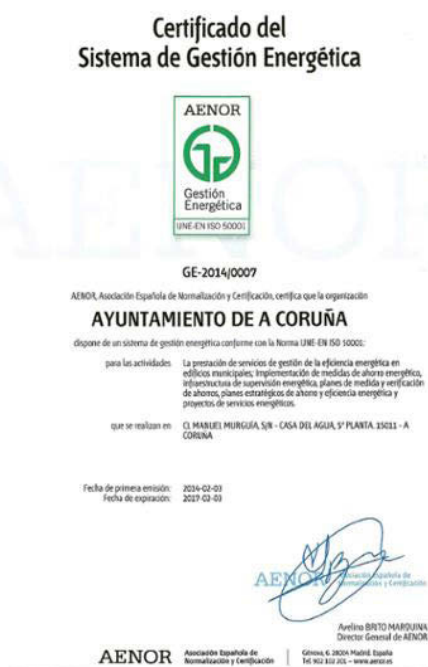 Certificado del
Sistema de Gestión Energética
AENOR
Gestión
Energética
UNE-EN ISO 50001
GE-2014/0007
AENOR, Asociación Española de Normalización y Certificación, certifica que la organización
AYUNTAMIENTO DE A CORUÑA
dispone de un sistema de gestión energética conforme con la Norma UNE-EN ISO 50001:
para las actividades La prestación de servicios de gestión de la eficiencia energética en
edificios municipales; implementación de medidas de ahorro energético,
infraestructura de supervisión energética, planes de medida y verificación
de ahorros, planes estratégicos de ahorro y eficiencia energética y
proyectos de servicios energéticos.
que se realizan en CL MANUEL MURGUÍA, S/N - CASA DEL AGUA, 5ª PLANTA. 15011 - A
CORUÑA
Fecha de primera emisión: 2014-02-03
Fecha de expiración: 2017-02-03
AENOR Asociación Española de
Normalización y Certificación
Avelino BRITO MARQUINA
Director General de AENOR
AENOR Asociación Española de
Normalización y Certificación
Génova, 6. 28004 Madrid. España
Tel. 902 102 201 – www.aenor.es